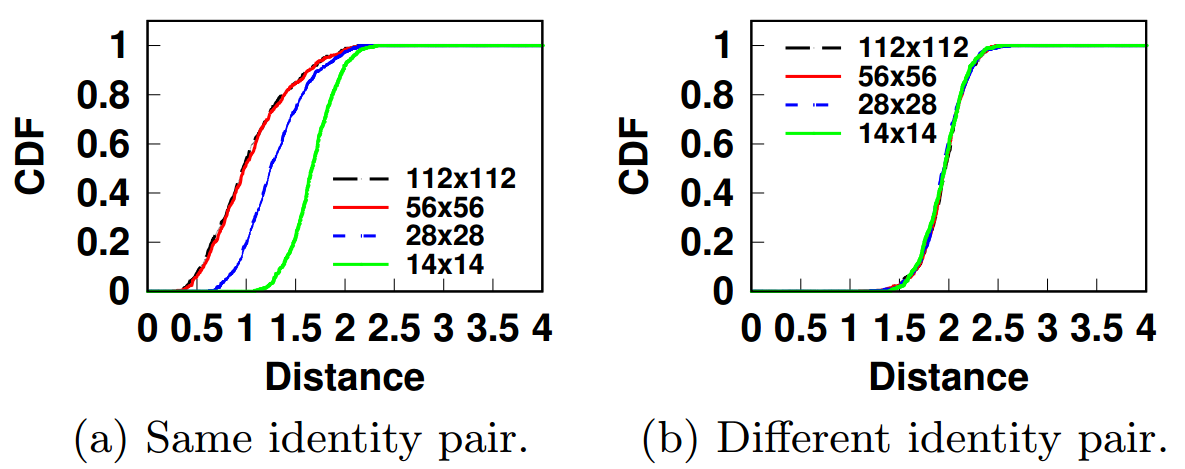 1
0.8
0.6
0.4
0.2
0
CDF
112x112
56x56
28x28
14x14
0 0.5 1 1.5 2 2.5 3 3.5 4
Distance
(a) Same identity pair.
1
0.8
0.6
0.4
0.2
0
CDF
112x112
56x56
28x28
14x14
0 0.5 1 1.5 2 2.5 3 3.5 4
Distance
(b) Different identity pair.